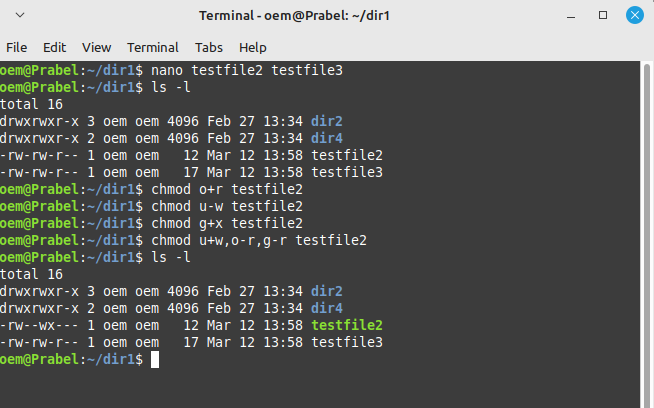 Terminal - oem@Prabel: ~/dir1
File Edit View Terminal Tabs Help
oem@Prabel:~/dir1$ nano testfile2 testfile3
oem@Prabel:~/dir1$ ls -l
total 16
drwxrwxr-x 3 oem oem 4096 Feb 27 13:34 dir2
drwxrwxr-x 2 oem oem 4096 Feb 27 13:34 dir4
-rw-rw-r-- 1 oem oem   12 Mar 12 13:58 testfile2
-rw-rw-r-- 1 oem oem   17 Mar 12 13:58 testfile3
oem@Prabel:~/dir1$ chmod o+r testfile2
oem@Prabel:~/dir1$ chmod u-w testfile2
oem@Prabel:~/dir1$ chmod g+x testfile2
oem@Prabel:~/dir1$ chmod u+w,o-r,g-r testfile2
oem@Prabel:~/dir1$ ls -l
total 16
drwxrwxr-x 3 oem oem 4096 Feb 27 13:34 dir2
drwxrwxr-x 2 oem oem 4096 Feb 27 13:34 dir4
-rw--wx--- 1 oem oem   12 Mar 12 13:58 testfile2
-rw-rw-r-- 1 oem oem   17 Mar 12 13:58 testfile3
oem@Prabel:~/dir1$